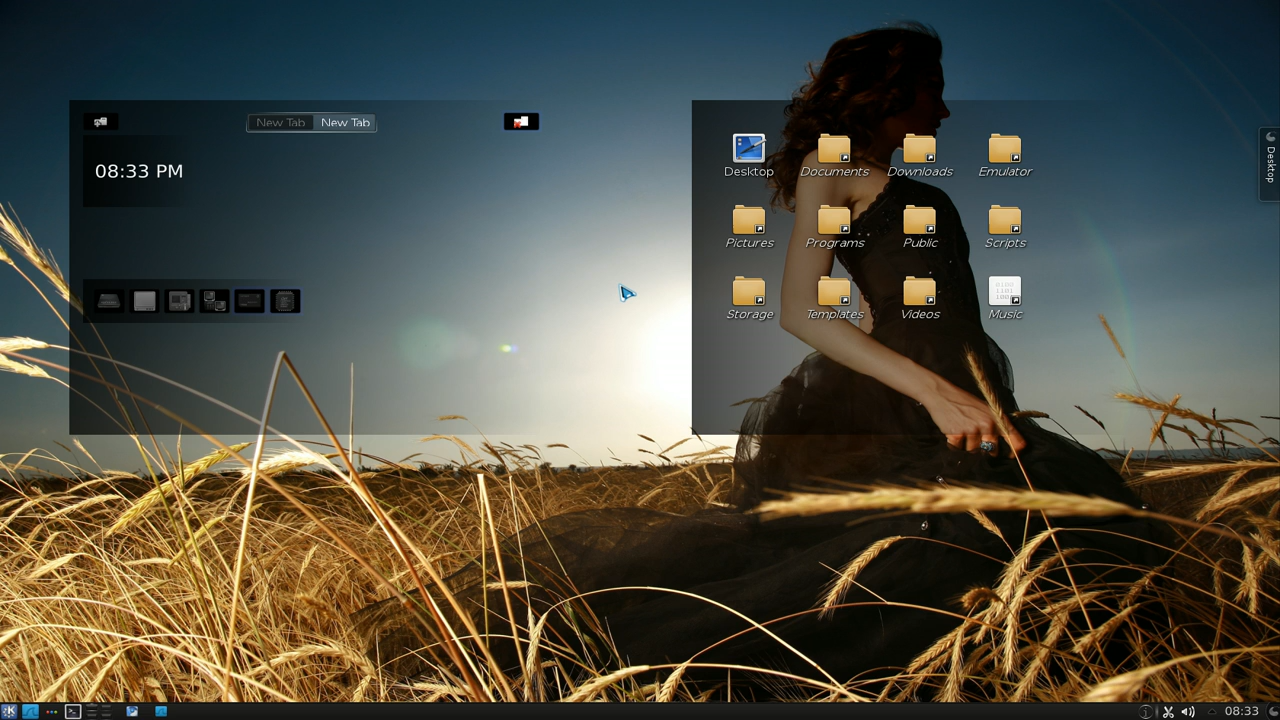 New Tab New Tab
08:33 PM
Desktop Documents Downloads Emulator
Pictures Programs Public Scripts
Storage Templates Videos Music
Desktop
08:33